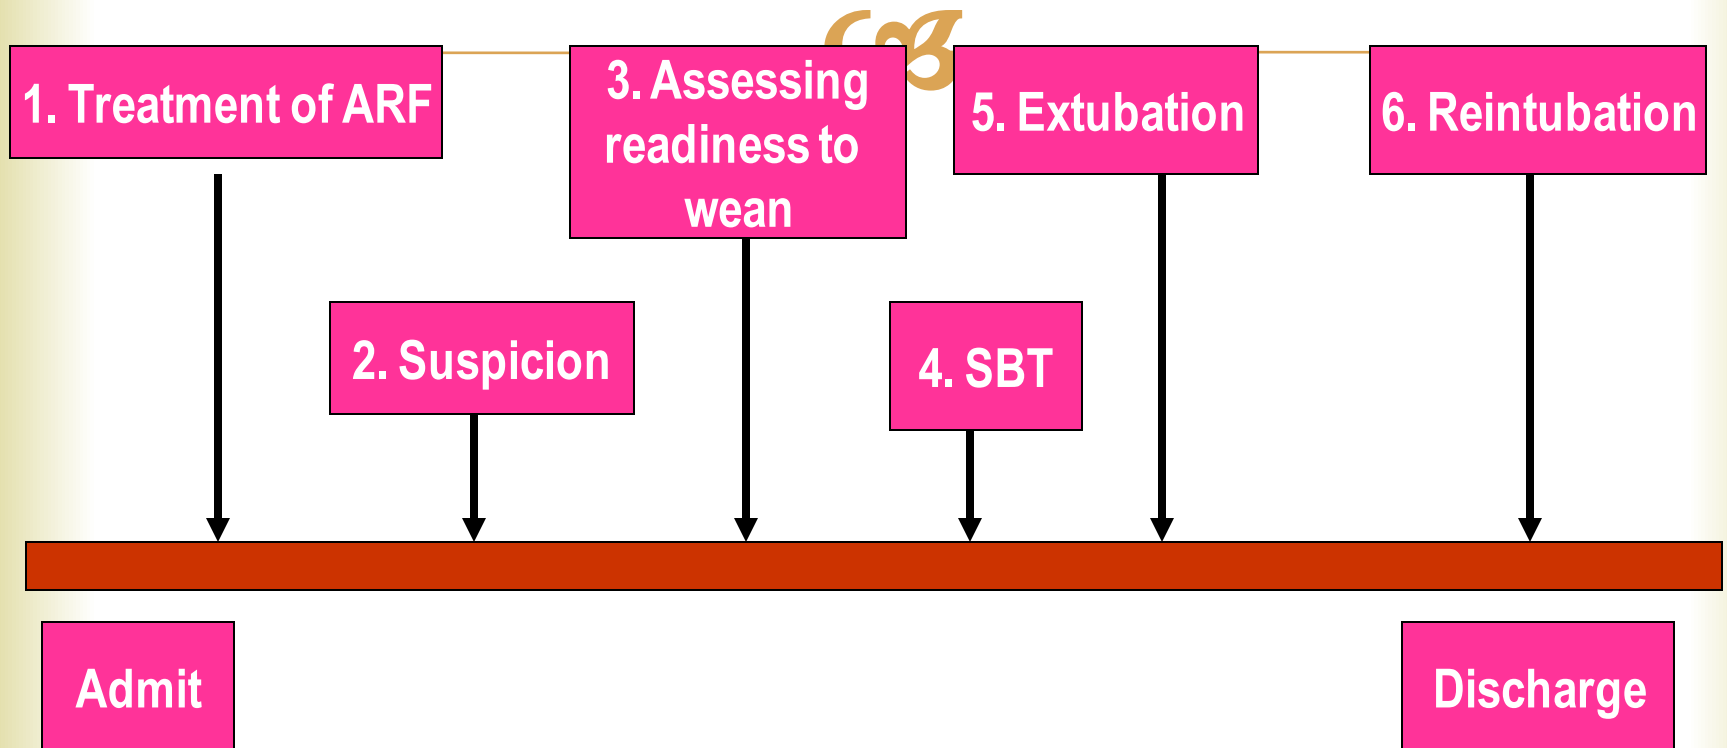 1. Treatment of ARF
3. Assessing
readiness to
wean
5. Extubation
6. Reintubation
2. Suspicion
4. SBT
Admit
Discharge